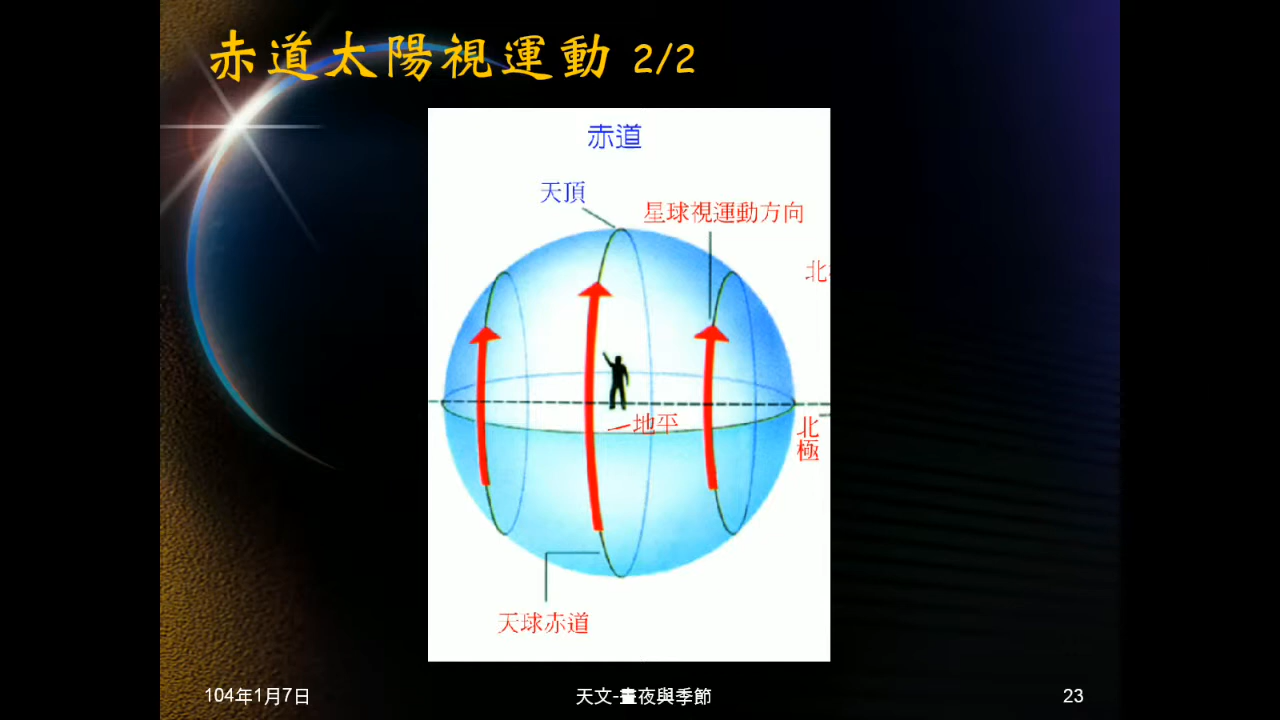 赤道太陽視運動 2/2
赤道
天頂
星球視運動方向
北
地平
北極
天球赤道
104年1月7日
天文-晝夜與季節
23